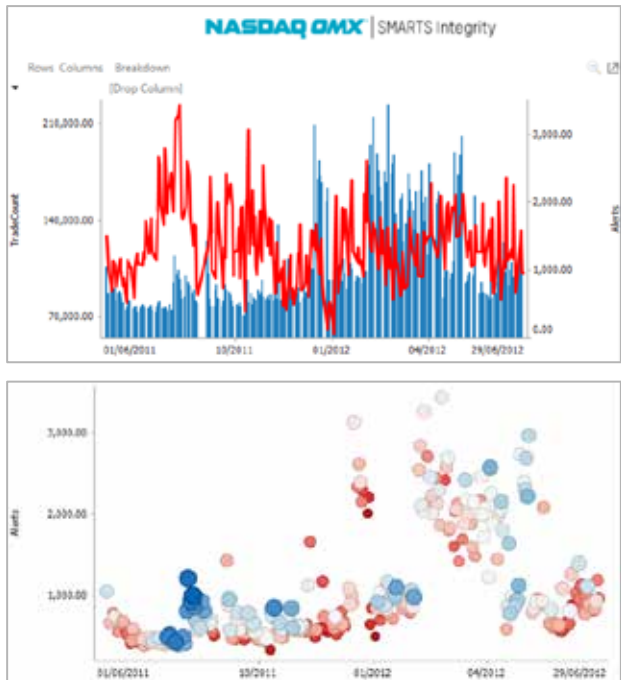 NASDAQ OMX | SMARTS Integrity
Rows Columns Breakdown
[Drop Column]
210,000.00
140,000.00
70,000.00
TradeCount
3,000.00
2,000.00
1,000.00
0.00
Alerts
01/06/2011 10/2011 01/2012 04/2012 29/06/2012
3,000.00
2,000.00
1,000.00
Alerts
01/06/2011 10/2011 01/2012 04/2012 29/06/2012